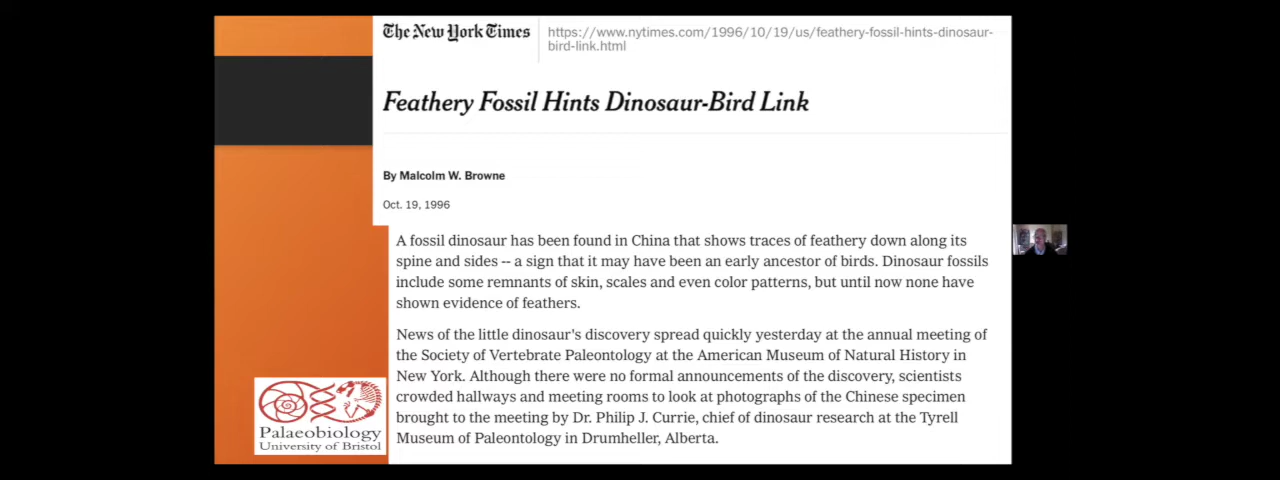 The New York Times
https://www.nytimes.com/1996/10/19/us/feathery-fossil-hints-dinosaur-
bird-link.html
Feathery Fossil Hints Dinosaur-Bird Link
By Malcolm W. Browne
Oct. 19, 1996
A fossil dinosaur has been found in China that shows traces of feathery down along its
spine and sides -- a sign that it may have been an early ancestor of birds. Dinosaur fossils
include some remnants of skin, scales and even color patterns, but until now none have
shown evidence of feathers.
News of the little dinosaur's discovery spread quickly yesterday at the annual meeting of
the Society of Vertebrate Paleontology at the American Museum of Natural History in
New York. Although there were no formal announcements of the discovery, scientists
crowded hallways and meeting rooms to look at photographs of the Chinese specimen
brought to the meeting by Dr. Philip J. Currie, chief of dinosaur research at the Tyrell
Museum of Paleontology in Drumheller, Alberta.
Palaeobiology
University of Bristol